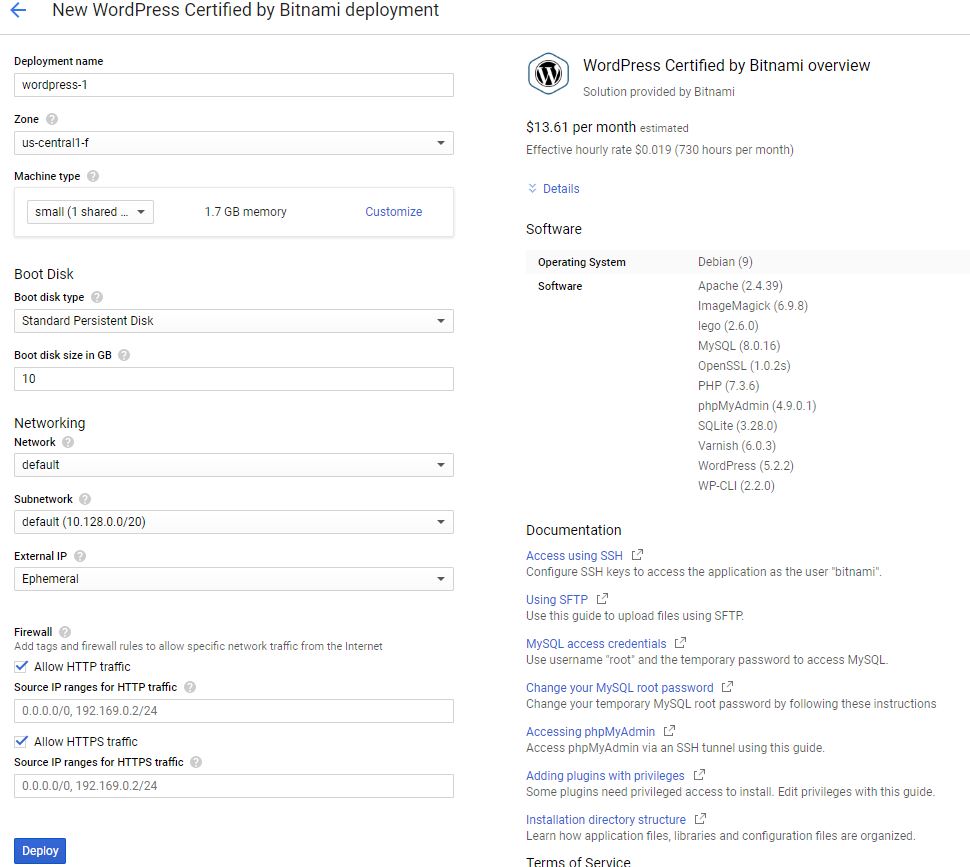 New WordPress Certified by Bitnami deployment
Deployment name
wordpress-1
Zone
us-central1-f
Machine type
small (1 shared ...
1.7 GB memory
Customize
Boot Disk
Boot disk type
Standard Persistent Disk
Boot disk size in GB
10
Networking
Network
default
Subnetwork
default (10.128.0.0/20)
External IP
Ephemeral
Firewall
Add tags and firewall rules to allow specific network traffic from the Internet
Allow HTTP traffic
Source IP ranges for HTTP traffic
0.0.0.0/0, 192.169.0.2/24
Allow HTTPS traffic
Source IP ranges for HTTPS traffic
0.0.0.0/0, 192.169.0.2/24
Deploy
WordPress Certified by Bitnami overview
Solution provided by Bitnami
$13.61 per month estimated
Effective hourly rate $0.019 (730 hours per month)
Details
Software
Operating System Debian (9)
Software Apache (2.4.39)
ImageMagick (6.9.8)
lego (2.6.0)
MySQL (8.0.16)
OpenSSL (1.0.2s)
PHP (7.3.6)
phpMyAdmin (4.9.0.1)
SQLite (3.28.0)
Varnish (6.0.3)
WordPress (5.2.2)
WP-CLI (2.2.0)
Documentation
Access using SSH
Configure SSH keys to access the application as the user "bitnami".
Using SFTP
Use this guide to upload files using SFTP.
MySQL access credentials
Use username "root" and the temporary password to access MySQL.
Change your MySQL root password
Change your temporary MySQL root password by following these instructions
Accessing phpMyAdmin
Access phpMyAdmin via an SSH tunnel using this guide.
Adding plugins with privileges
Some plugins need privileged access to install. Edit privileges with this guide.
Installation directory structure
Learn how application files, libraries and configuration files are organized.
Terms of Service